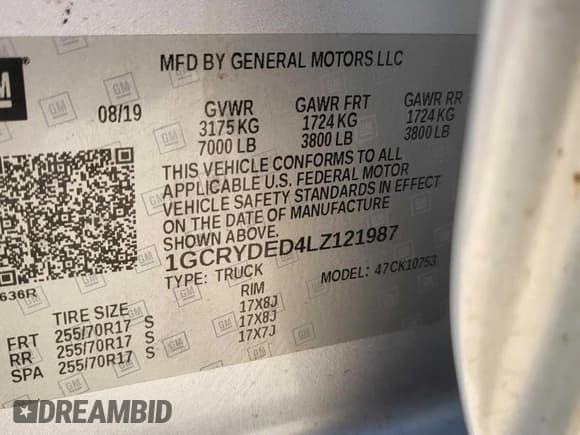 GM
MFD BY GENERAL MOTORS LLC
08/19 GVWR GAWR FRT GAWR RR
3175 KG 1724 KG 1724 KG
7000 LB 3800 LB 3800 LB
THIS VEHICLE CONFORMS TO ALL
APPLICABLE U.S. FEDERAL MOTOR
VEHICLE SAFETY STANDARDS IN EFFECT
ON THE DATE OF MANUFACTURE
SHOWN ABOVE.
1GCRYDED4LZ121987
TYPE: TRUCK MODEL: 47CK10753
636R
TIRE SIZE RIM
FRT 255/70R17 S 17X8J
RR 255/70R17 S 17X8J
SPA 255/70R17 S 17X7J
DREAMBID